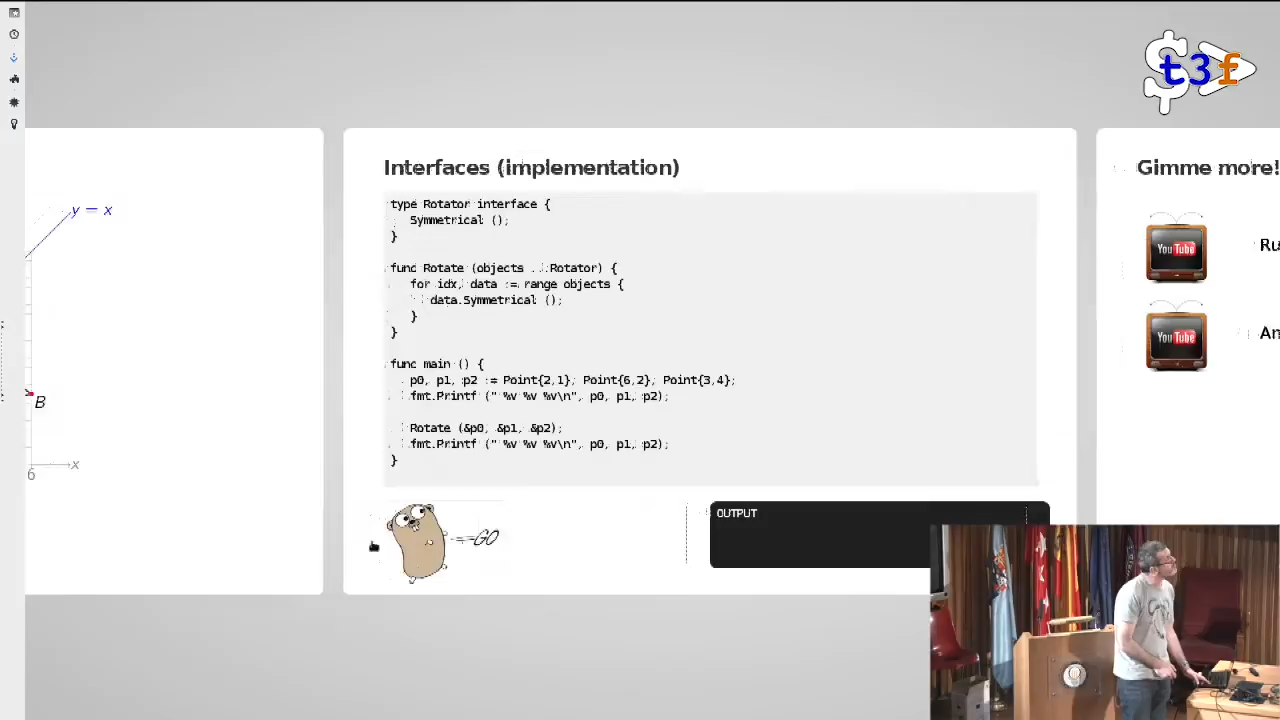 t3f
y = x
B
6
x
Interfaces (implementation)
type Rotator interface {
Symmetrical ();
}
func Rotate (objects ...Rotator) {
for idx, data := range objects {
data.Symmetrical ();
}
}
func main () {
p0, p1, p2 := Point{2,1}, Point{6,2}, Point{3,4};
fmt.Printf (" %v %v %v\n", p0, p1, p2);
Rotate (&p0, &p1, &p2);
fmt.Printf (" %v %v %v\n", p0, p1, p2);
}
==GO
OUTPUT
Gimme more!
YouTube
Ru
YouTube
An